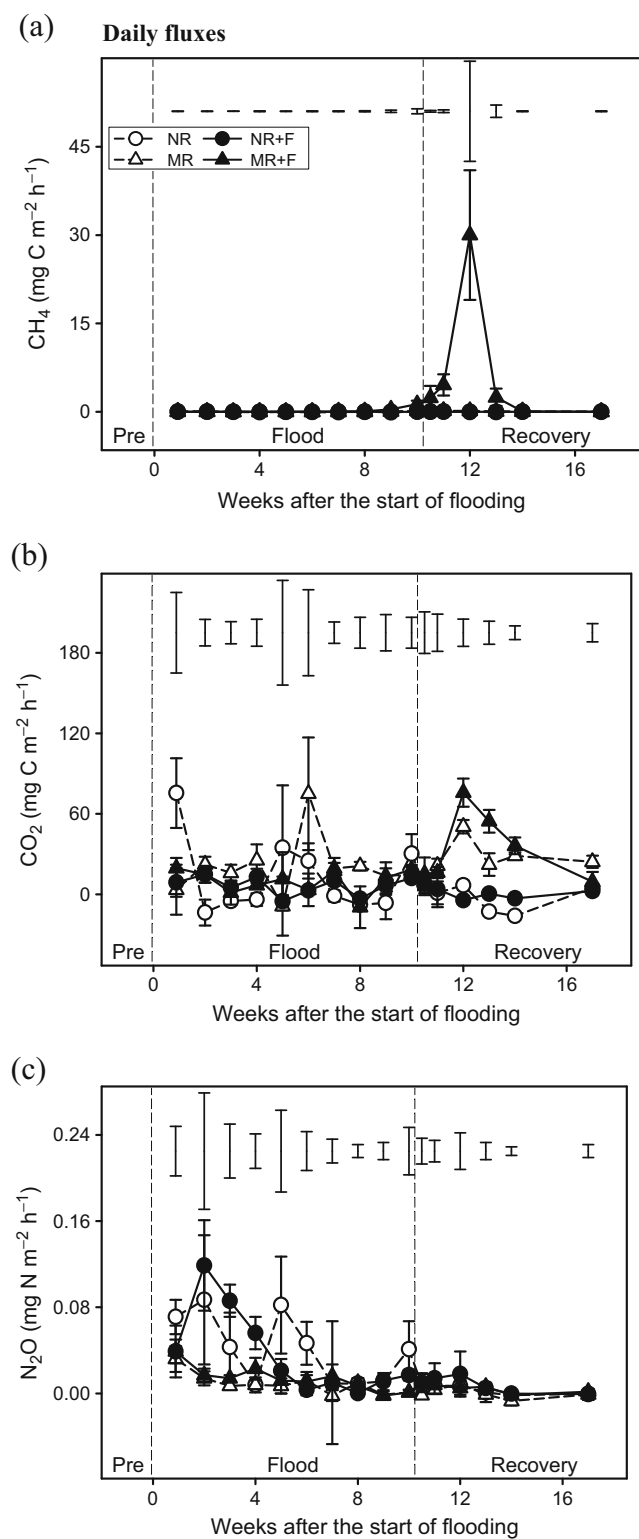 (a)
Daily fluxes
NR NR+F
MR MR+F
CH₄ (mg C m⁻² h⁻¹)
45
30
15
0
Pre Flood Recovery
0 4 8 12 16
Weeks after the start of flooding
(b)
CO₂ (mg C m⁻² h⁻¹)
180
120
60
0
Pre Flood Recovery
0 4 8 12 16
Weeks after the start of flooding
(c)
N₂O (mg N m⁻² h⁻¹)
0.24
0.16
0.08
0.00
Pre Flood Recovery
0 4 8 12 16
Weeks after the start of flooding